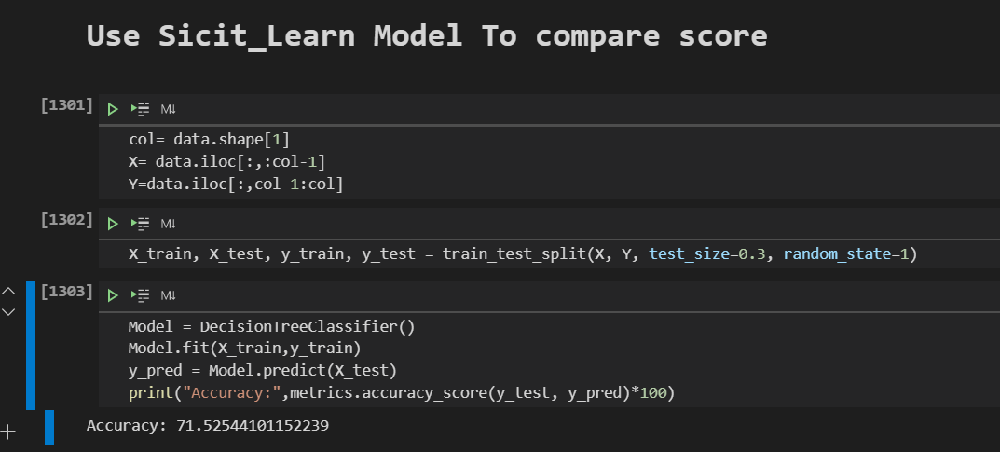 Use Sicit_Learn Model To compare score
[1301]
M↓
col= data.shape[1]
X= data.iloc[:,:col-1]
Y=data.iloc[:,col-1:col]
[1302]
M↓
X_train, X_test, y_train, y_test = train_test_split(X, Y, test_size=0.3, random_state=1)
[1303]
M↓
Model = DecisionTreeClassifier()
Model.fit(X_train,y_train)
y_pred = Model.predict(X_test)
print("Accuracy:",metrics.accuracy_score(y_test, y_pred)*100)
Accuracy: 71.52544101152239